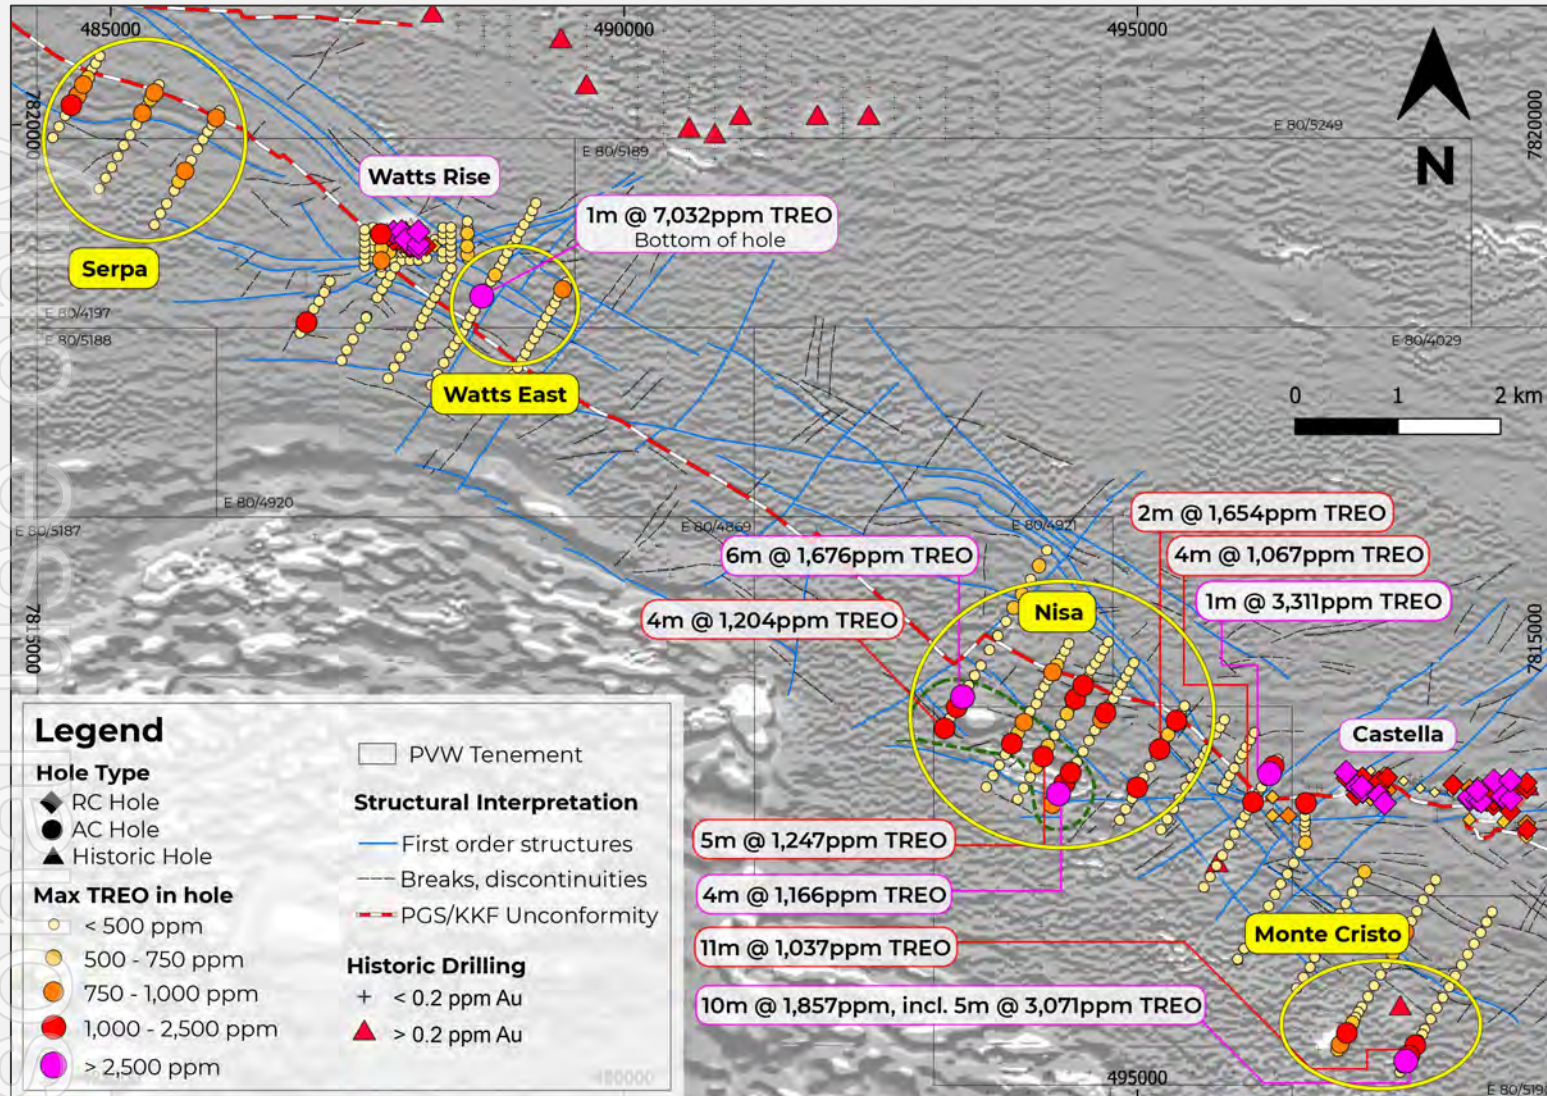 485000
490000
495000
7820000
7820000
N
E 80/5249
E 80/5189
Watts Rise
1m @ 7,032ppm TREO
Bottom of hole
Serpa
E 80/4197
E 80/5188
E 80/4029
Watts East
0 1 2 km
E 80/4920
E 80/5187
E 80/4869
E 80/4921
2m @ 1,654ppm TREO
4m @ 1,067ppm TREO
6m @ 1,676ppm TREO
1m @ 3,311ppm TREO
Nisa
4m @ 1,204ppm TREO
7815000
7815000
Castella
5m @ 1,247ppm TREO
4m @ 1,166ppm TREO
11m @ 1,037ppm TREO
Monte Cristo
10m @ 1,857ppm, incl. 5m @ 3,071ppm TREO
495000
Legend
Hole Type
RC Hole
AC Hole
Historic Hole
Max TREO in hole
< 500 ppm
500 - 750 ppm
750 - 1,000 ppm
1,000 - 2,500 ppm
> 2,500 ppm
PVW Tenement
Structural Interpretation
First order structures
Breaks, discontinuities
PGS/KKF Unconformity
Historic Drilling
< 0.2 ppm Au
> 0.2 ppm Au